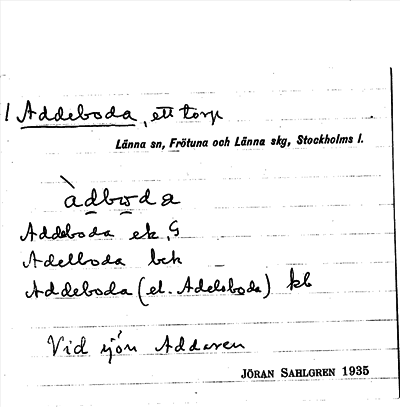 1 Addeboda, ett torp
Länna sn, Frötuna och Länna skg, Stockholms l.
àdbωda
Addeboda ek. G
Adelboda bek
Addeboda (el. Adelsboda) kb
Vid sjön Addaren
JÖRAN SAHLGREN 1935